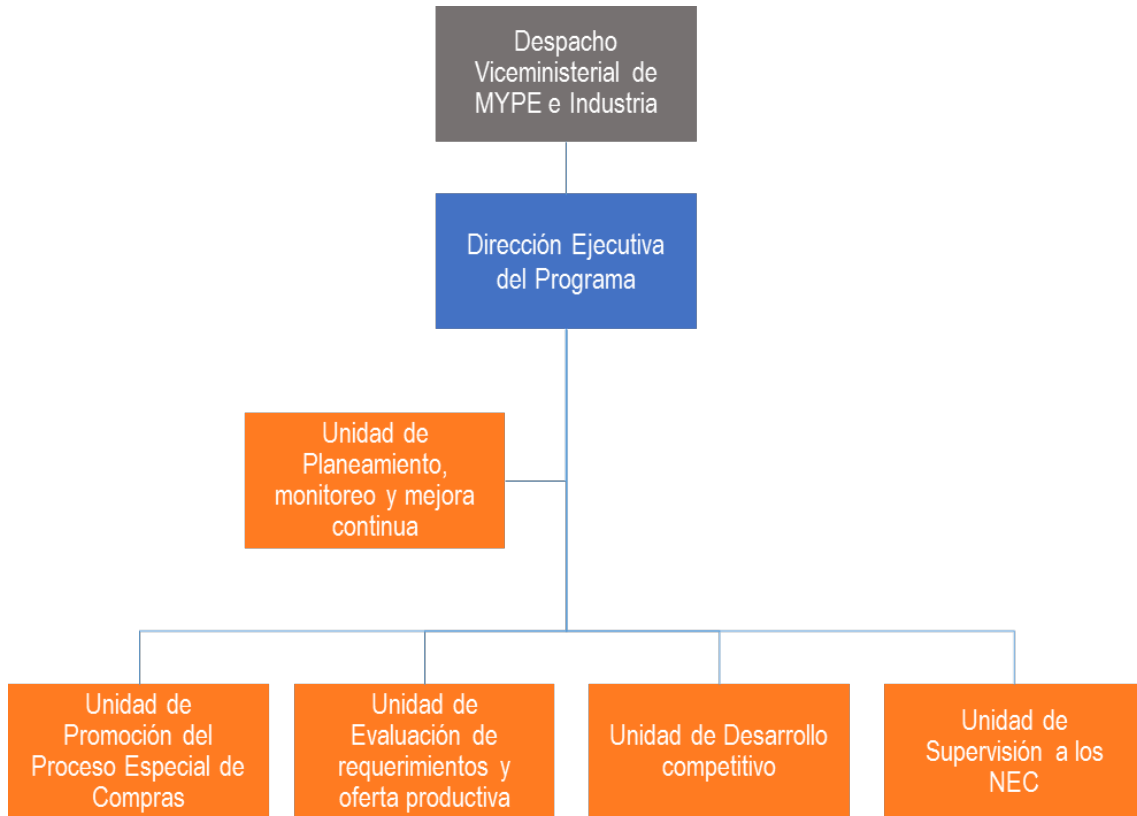 Despacho
Viceministerial de
MYPE e Industria
Dirección Ejecutiva
del Programa
Unidad de
Planeamiento,
monitoreo y mejora
continua
Unidad de
Promoción del
Proceso Especial de
Compras
Unidad de
Evaluación de
requerimientos y
oferta productiva
Unidad de Desarrollo
competitivo
Unidad de
Supervisión a los
NEC